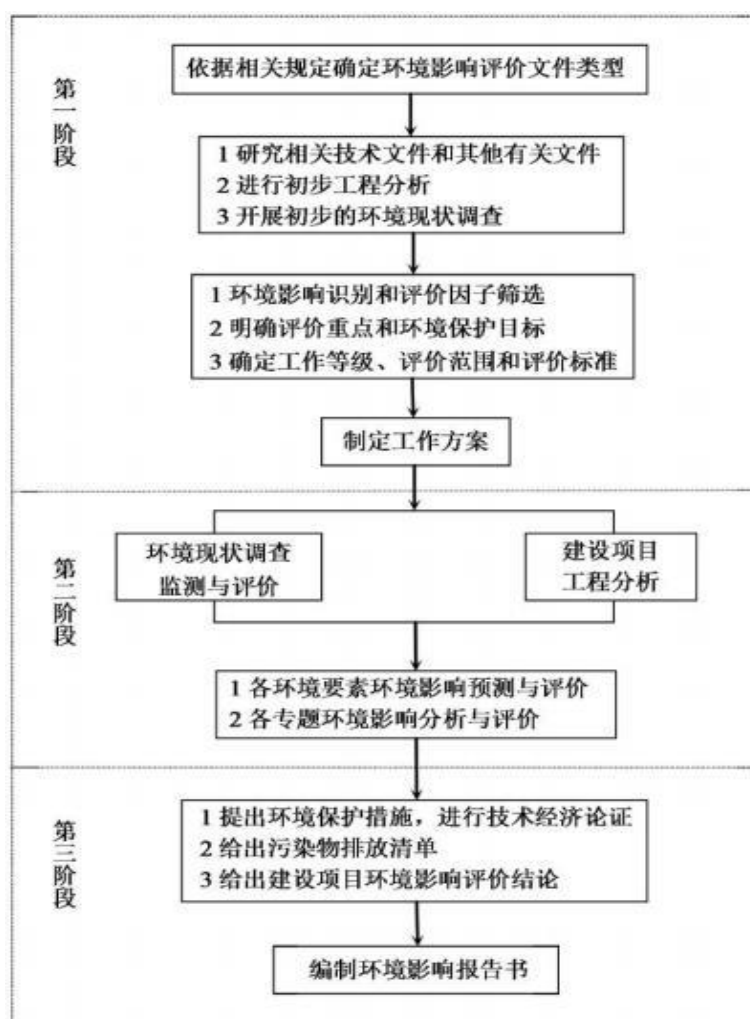 第一阶段
依据相关规定确定环境影响评价文件类型
1 研究相关技术文件和其他有关文件
2 进行初步工程分析
3 开展初步的环境现状调查
1 环境影响识别和评价因子筛选
2 明确评价重点和环境保护目标
3 确定工作等级、评价范围和评价标准
制定工作方案
第二阶段
环境现状调查
监测与评价
建设项目
工程分析
1 各环境要素环境影响预测与评价
2 各专题环境影响分析与评价
第三阶段
1 提出环境保护措施，进行技术经济论证
2 给出污染物排放清单
3 给出建设项目环境影响评价结论
编制环境影响报告书